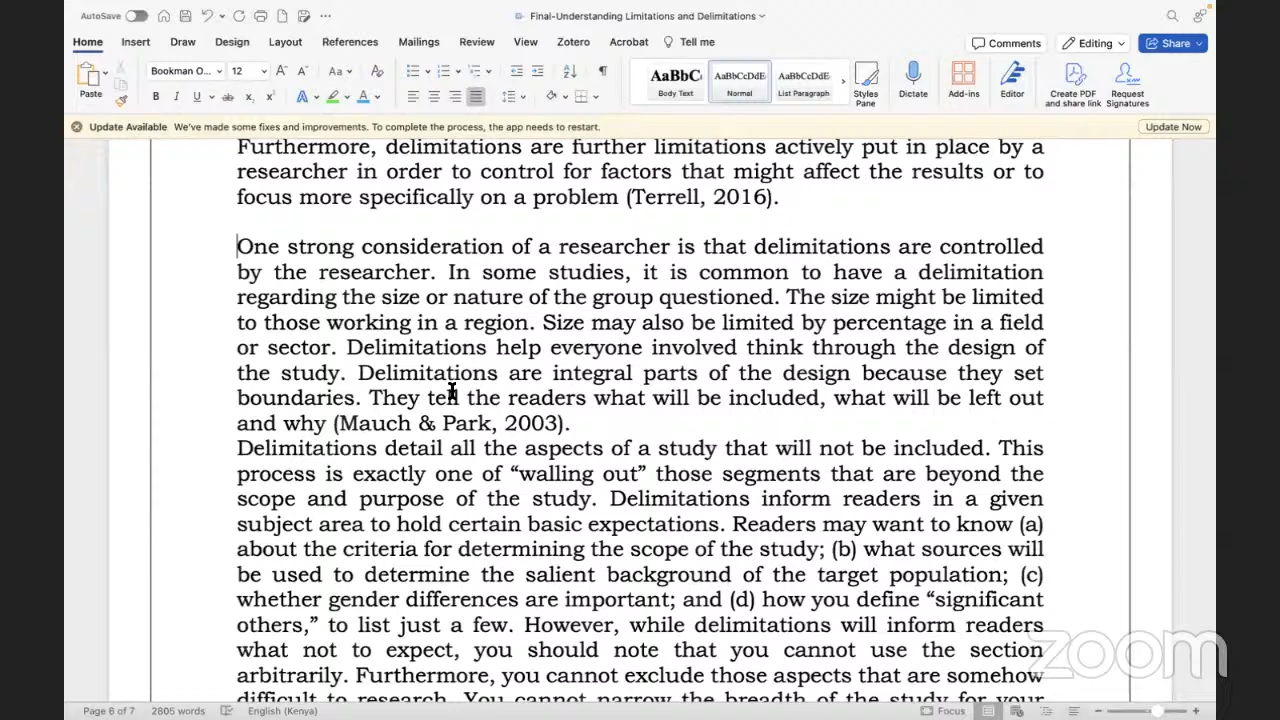 AutoSave
Final-Understanding Limitations and Delimitations
Home Insert Draw Design Layout References Mailings Review View Zotero Acrobat Tell me Comments Editing Share
Paste Bookman O... 12 Aa AaBbC AaBbCcDdE AaBbCcDdE
Body Text Normal List Paragraph Styles Pane Dictate Add-ins Editor Create PDF and share link Request Signatures
Update Available We've made some fixes and improvements. To complete the process, the app needs to restart. Update Now
Furthermore, delimitations are further limitations actively put in place by a
researcher in order to control for factors that might affect the results or to
focus more specifically on a problem (Terrell, 2016).
One strong consideration of a researcher is that delimitations are controlled
by the researcher. In some studies, it is common to have a delimitation
regarding the size or nature of the group questioned. The size might be limited
to those working in a region. Size may also be limited by percentage in a field
or sector. Delimitations help everyone involved think through the design of
the study. Delimitations are integral parts of the design because they set
boundaries. They tell the readers what will be included, what will be left out
and why (Mauch & Park, 2003).
Delimitations detail all the aspects of a study that will not be included. This
process is exactly one of “walling out” those segments that are beyond the
scope and purpose of the study. Delimitations inform readers in a given
subject area to hold certain basic expectations. Readers may want to know (a)
about the criteria for determining the scope of the study; (b) what sources will
be used to determine the salient background of the target population; (c)
whether gender differences are important; and (d) how you define “significant
others,” to list just a few. However, while delimitations will inform readers
what not to expect, you should note that you cannot use the section
arbitrarily. Furthermore, you cannot exclude those aspects that are somehow
difficult to research. You cannot narrow the breadth of the study for your
zoom
Page 6 of 7 2805 words English (Kenya) Focus